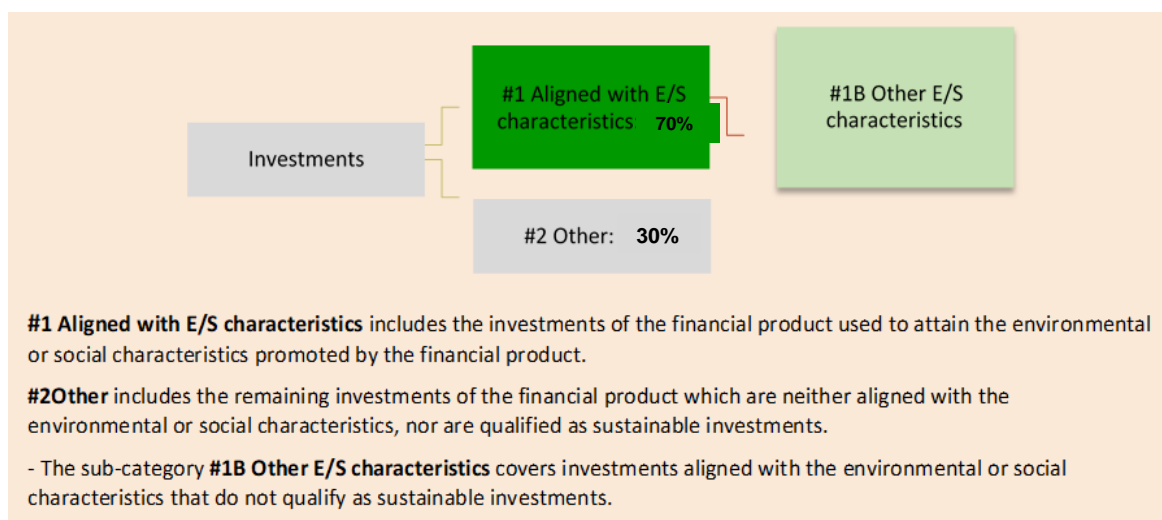 #1 Aligned with E/S
characteristics: 70%
#1B Other E/S
characteristics
Investments
#2 Other: 30%
#1 Aligned with E/S characteristics includes the investments of the financial product used to attain the environmental
or social characteristics promoted by the financial product.
#2Other includes the remaining investments of the financial product which are neither aligned with the
environmental or social characteristics, nor are qualified as sustainable investments.
- The sub-category #1B Other E/S characteristics covers investments aligned with the environmental or social
characteristics that do not qualify as sustainable investments.